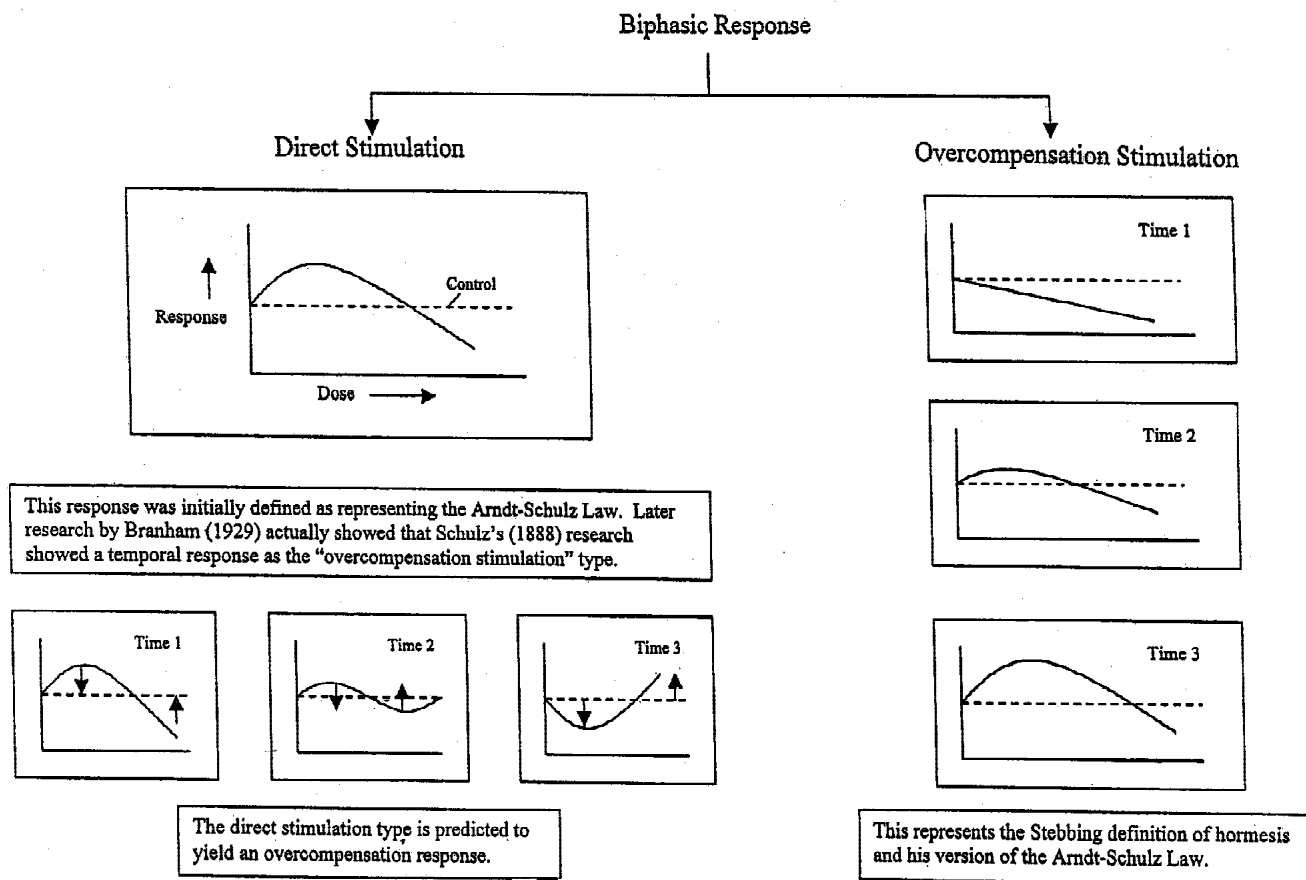 Biphasic Response
Direct Stimulation
Response
Control
Dose
This response was initially defined as representing the Arndt-Schulz Law. Later
research by Branham (1929) actually showed that Schulz's (1888) research
showed a temporal response as the "overcompensation stimulation" type.
Time 1
Time 2
Time 3
The direct stimulation type is predicted to
yield an overcompensation response.
Overcompensation Stimulation
Time 1
Time 2
Time 3
This represents the Stebbing definition of hormesis
and his version of the Arndt-Schulz Law.